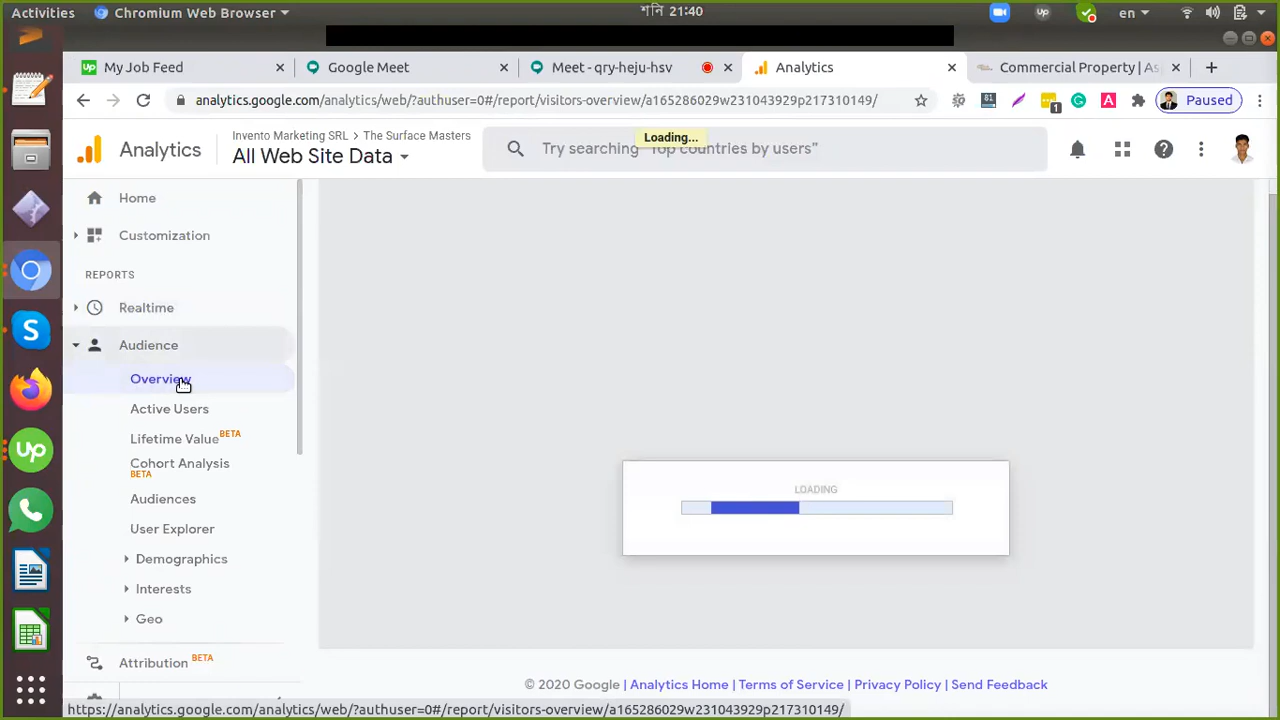 Activities
Chromium Web Browser
শনি 21:40
en
My Job Feed
Google Meet
Meet - qry-heju-hsv
Analytics
Commercial Property | As
analytics.google.com/analytics/web/?authuser=0#/report/visitors-overview/a165286029w231043929p217310149/
81
1
A
Paused
Analytics
Invento Marketing SRL > The Surface Masters
All Web Site Data
Loading...
Try searching "Top countries by users"
Home
Customization
REPORTS
Realtime
Audience
Overview
Active Users
Lifetime Value BETA
Cohort Analysis
BETA
Audiences
User Explorer
Demographics
Interests
Geo
Attribution BETA
LOADING
© 2020 Google | Analytics Home | Terms of Service | Privacy Policy | Send Feedback
https://analytics.google.com/analytics/web/?authuser=0#/report/visitors-overview/a165286029w231043929p217310149/